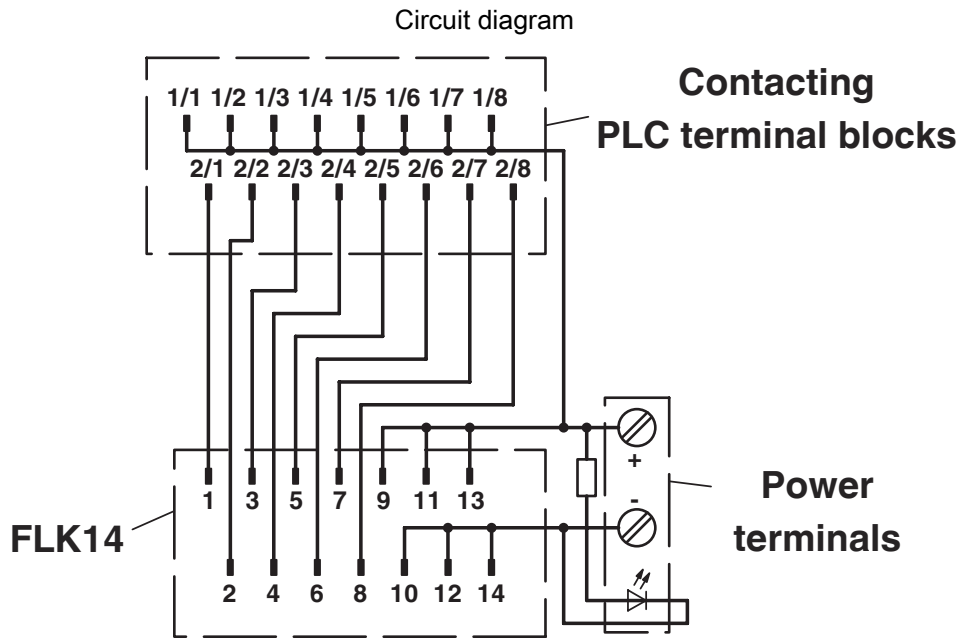 Circuit diagram
Contacting
PLC terminal blocks
1/1 1/2 1/3 1/4 1/5 1/6 1/7 1/8
2/1 2/2 2/3 2/4 2/5 2/6 2/7 2/8
+
-
Power
terminals
FLK14
1 3 5 7 9 11 13
2 4 6 8 10 12 14